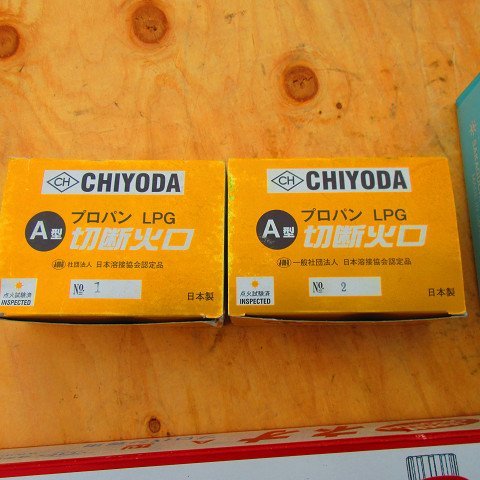 CH CHIYODA
A型 プロパン LPG
切断火口
社団法人 日本溶接協会認定品
点火試験済
INSPECTED
No. 1
日本製
CH CHIYODA
A型 プロパン LPG
切断火口
一般社団法人 日本溶接協会認定品
点火試験済
INSPECTED
No. 2
日本製